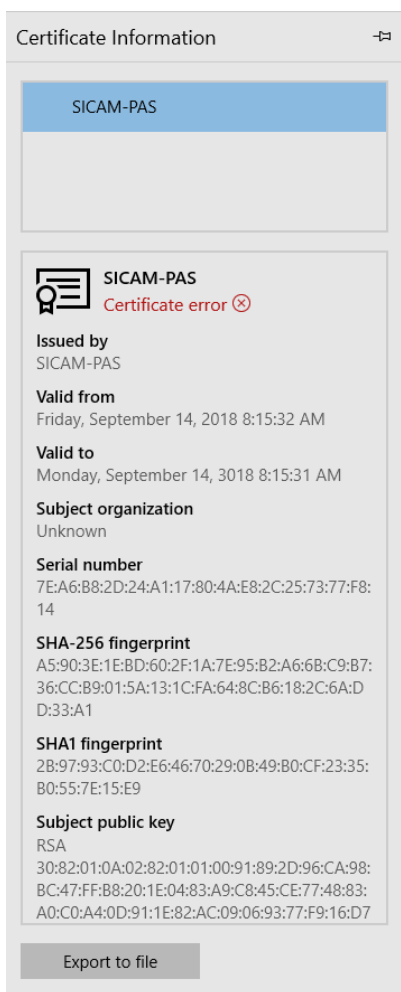 Certificate Information
SICAM-PAS
SICAM-PAS
Certificate error
Issued by
SICAM-PAS
Valid from
Friday, September 14, 2018 8:15:32 AM
Valid to
Monday, September 14, 3018 8:15:31 AM
Subject organization
Unknown
Serial number
7E:A6:B8:2D:24:A1:17:80:4A:E8:2C:25:73:77:F8:
14
SHA-256 fingerprint
A5:90:3E:1E:BD:60:2F:1A:7E:95:B2:A6:6B:C9:B7:
36:CC:B9:01:5A:13:1C:FA:64:8C:B6:18:2C:6A:D
D:33:A1
SHA1 fingerprint
2B:97:93:C0:D2:E6:46:70:29:0B:49:B0:CF:23:35:
B0:55:7E:15:E9
Subject public key
RSA
30:82:01:0A:02:82:01:01:00:91:89:2D:96:CA:98:
BC:47:FF:B8:20:1E:04:83:A9:C8:45:CE:77:48:83:
A0:C0:A4:0D:91:1E:82:AC:09:06:93:77:F9:16:D7
Export to file